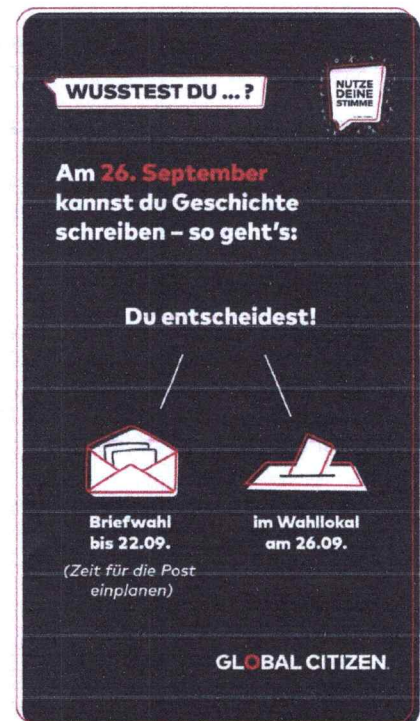 WUSSTEST DU ... ?
NUTZE
DEINE
STIMME
Am 26. September
kannst du Geschichte
schreiben – so geht's:
Du entscheidest!
Briefwahl
bis 22.09.
(Zeit für die Post
einplanen)
im Wahllokal
am 26.09.
GLOBAL CITIZEN.